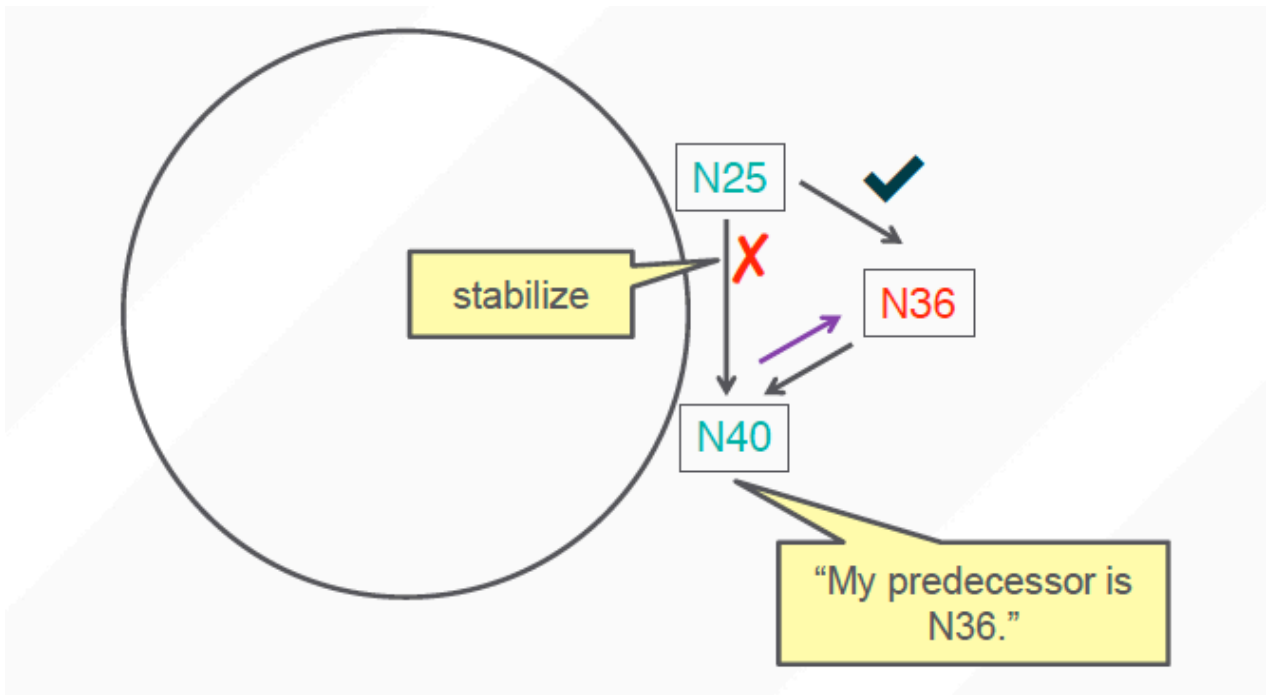 N25
stabilize
N36
N40
“My predecessor is
N36.”